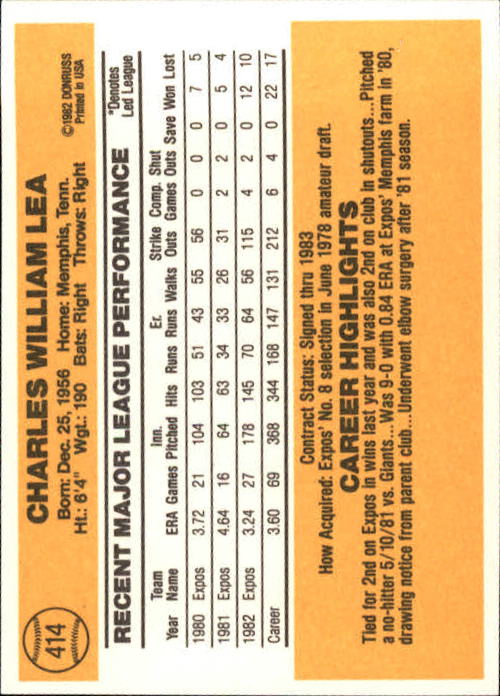 414
CHARLES WILLIAM LEA
Born: Dec. 25, 1956 Home: Memphis, Tenn.
Ht.: 6'4" Wgt.: 190 Bats: Right Throws: Right
©1982 DONRUSS
Printed in USA
RECENT MAJOR LEAGUE PERFORMANCE
*Denotes
Led League
Team Inn. Er. Strike Comp. Shut
Year Name ERA Games Pitched Hits Runs Runs Walks Outs Games Outs Save Won Lost
1980 Expos 3.72 21 104 103 51 43 55 56 0 0 0 7 5
1981 Expos 4.64 16 64 63 34 33 26 31 2 2 0 5 4
1982 Expos 3.24 27 178 145 70 64 56 115 4 2 0 12 10
Career 3.60 69 368 344 168 147 131 212 6 4 0 22 17
Contract Status: Signed thru 1983
How Acquired: Expos' No. 8 selection in June 1978 amateur draft.
CAREER HIGHLIGHTS
Tied for 2nd on Expos in wins last year and was also 2nd on club in shutouts...Pitched
a no-hitter 5/10/81 vs. Giants...Was 9-0 with 0.84 ERA at Expos' Memphis farm in '80,
drawing notice from parent club...Underwent elbow surgery after '81 season.